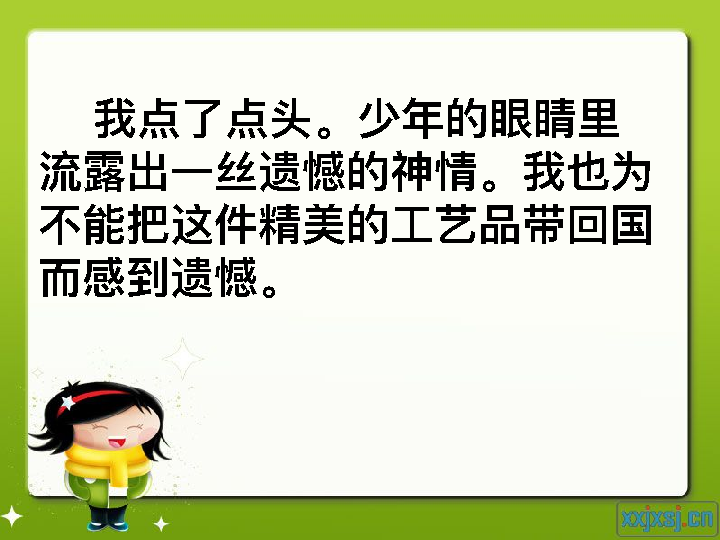 我点了点头。少年的眼睛里
流露出一丝遗憾的神情。我也为
不能把这件精美的工艺品带回国
而感到遗憾。
xxjxsj.cn